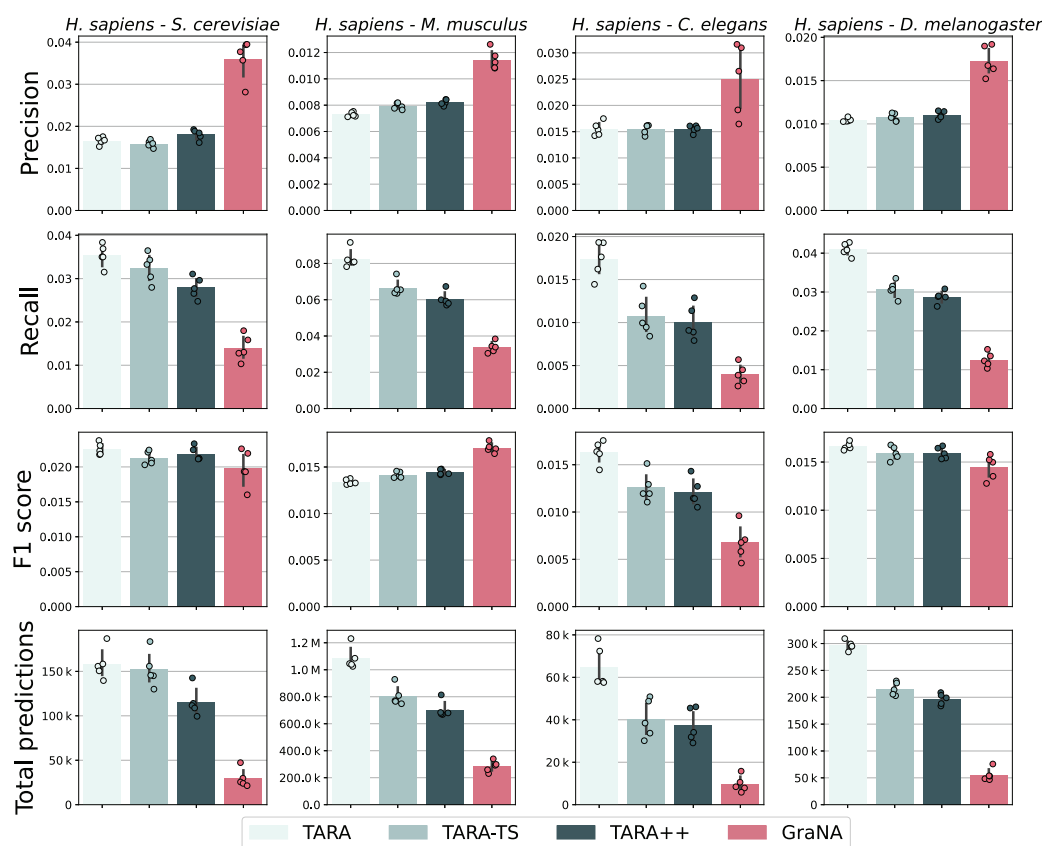 H. sapiens - S. cerevisiae H. sapiens - M. musculus H. sapiens - C. elegans H. sapiens - D. melanogaster
Precision
0.04 0.03 0.02 0.01 0.00
0.012 0.010 0.008 0.006 0.004 0.002 0.000
0.030 0.025 0.020 0.015 0.010 0.005 0.000
0.020 0.015 0.010 0.005 0.000
Recall
0.04 0.03 0.02 0.01 0.00
0.08 0.06 0.04 0.02 0.00
0.020 0.015 0.010 0.005 0.000
0.04 0.03 0.02 0.01 0.00
F1 score
0.020 0.015 0.010 0.005 0.000
0.015 0.010 0.005 0.000
0.015 0.010 0.005 0.000
0.015 0.010 0.005 0.000
Total predictions
150 k 100 k 50 k 0
1.2 M 1.0 M 800.0 k 600.0 k 400.0 k 200.0 k 0.0
80 k 60 k 40 k 20 k 0
300 k 250 k 200 k 150 k 100 k 50 k 0
TARA TARA-TS TARA++ GraNA